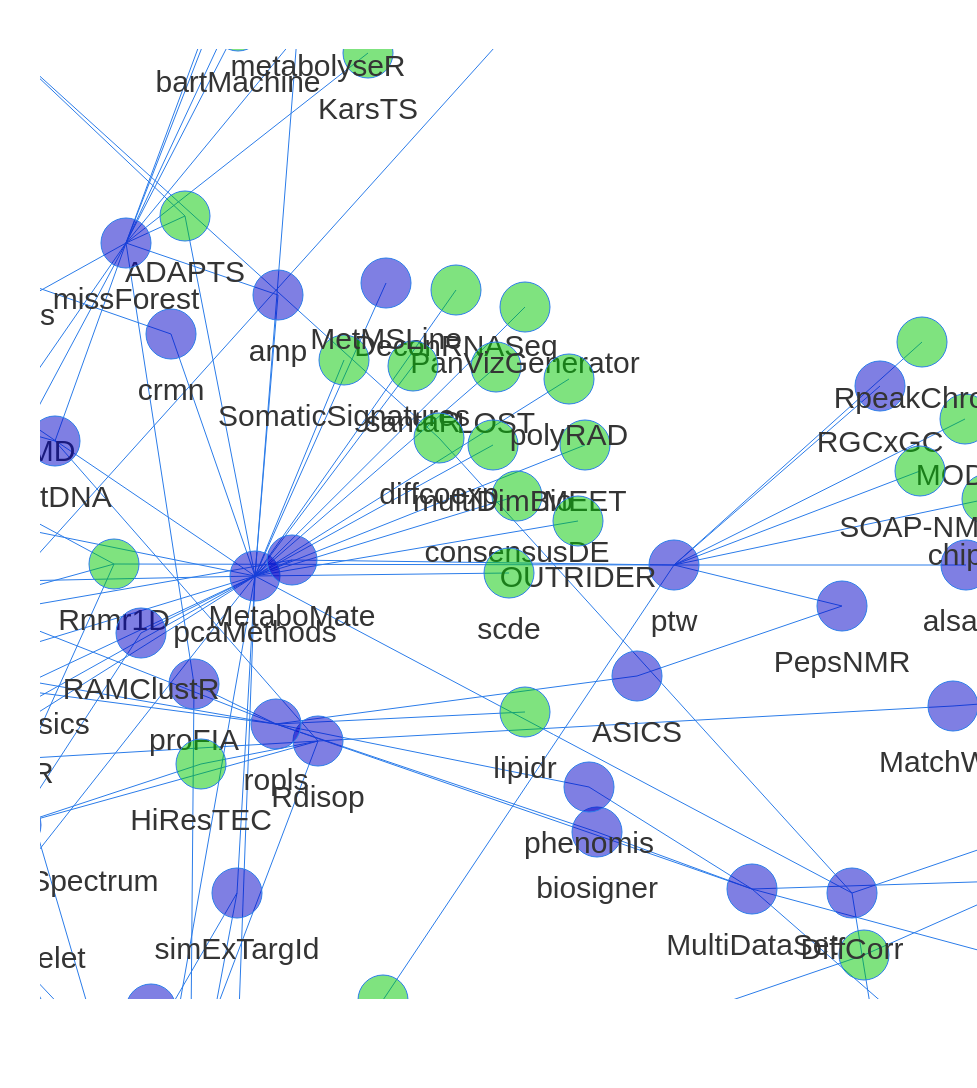 metabolyseR
bartMachine
KarsTS
ADAPTS
missForest
s
MetMSLine
DeconRNASeq
amp
PanVizGenerator
crmn
RpeakChro
SomaticSignatures
santaR
LOST
polyRAD
RGCxGC
MD
MOD
tDNA
diffcoexp
multiDimBio
MEET
SOAP-NM
consensusDE
chip
OUTRIDER
MetaboMate
Rnmr1D
pcaMethods
scde
ptw
alsa
PepsNMR
RAMClustR
sics
ASICS
proFIA
MatchW
lipidr
R
ropls
Rdisop
HiResTEC
phenomis
Spectrum
biosigner
simExTargId
MultiDataSet
DiffCorr
elet